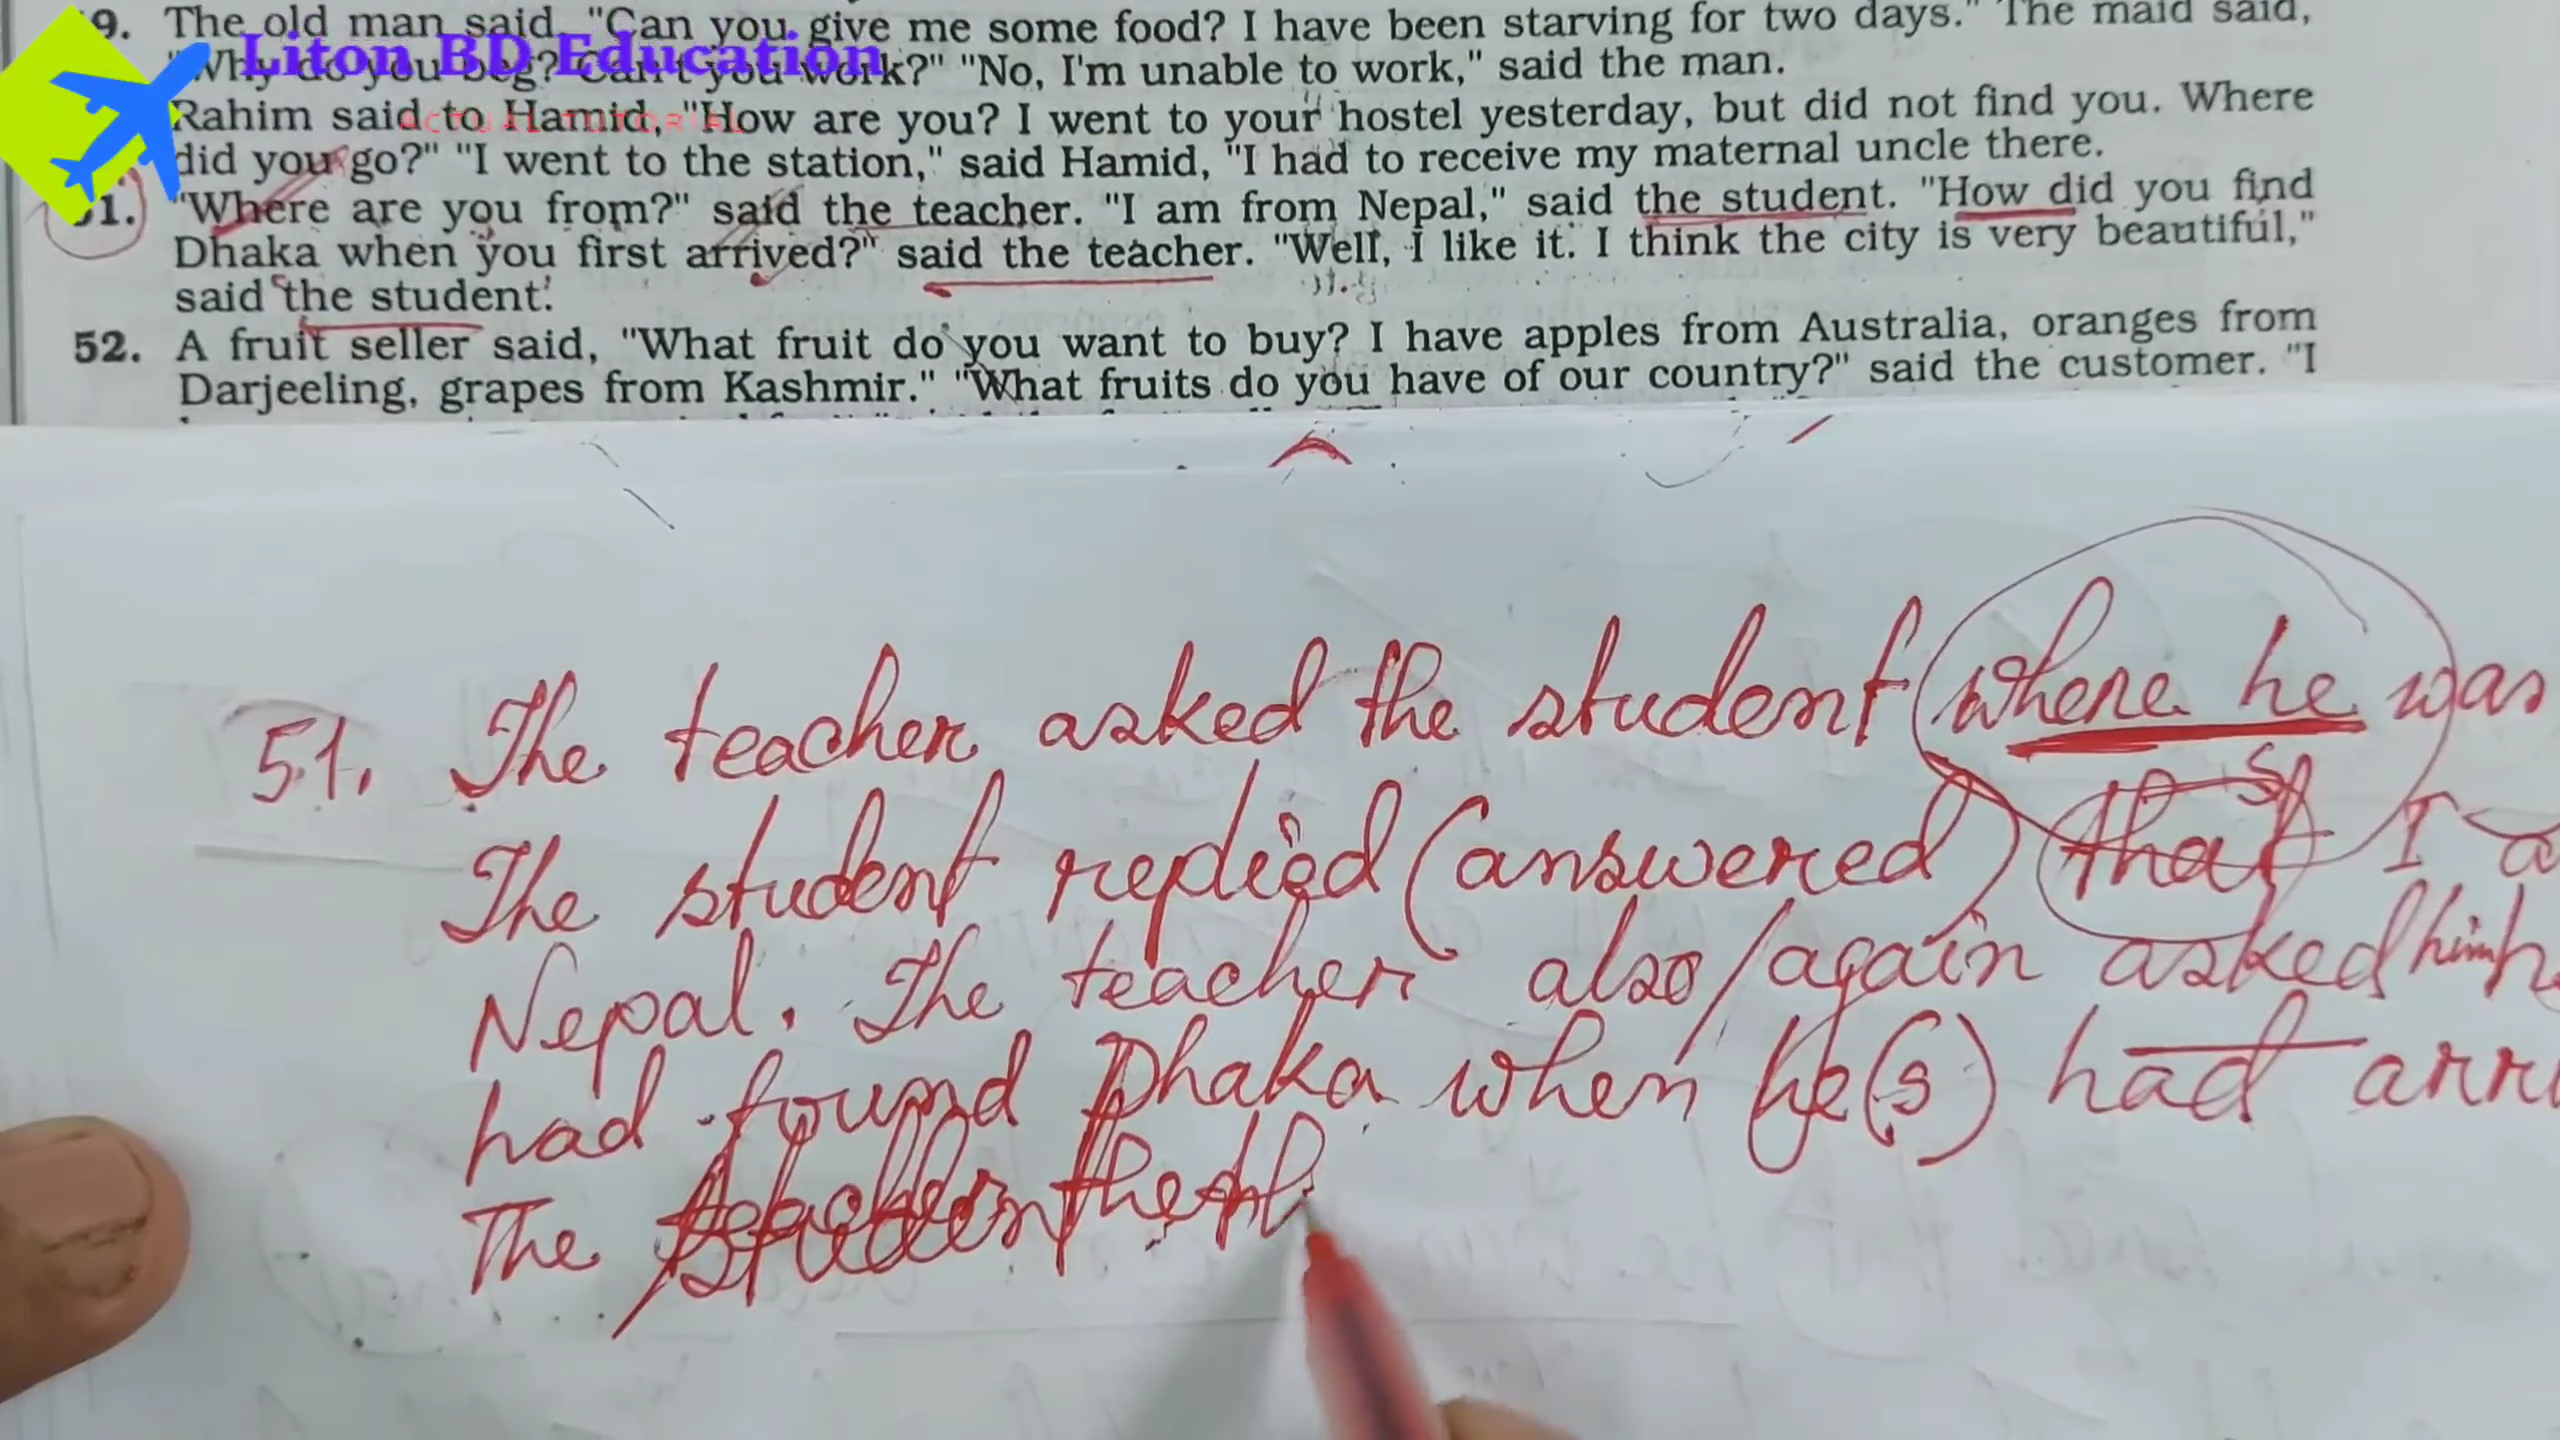 9. The old man said, "Can you give me some food? I have been starving for two days." The maid said,
Liton BD Education
"Why do you beg? Can't you work?" "No, I'm unable to work," said the man.
Rahim said to Hamid, "How are you? I went to your hostel yesterday, but did not find you. Where
did you go?" "I went to the station," said Hamid, "I had to receive my maternal uncle there.
51. "Where are you from?" said the teacher. "I am from Nepal," said the student. "How did you find
Dhaka when you first arrived?" said the teacher. "Well, I like it. I think the city is very beautiful,"
said the student.
52. A fruit seller said, "What fruit do you want to buy? I have apples from Australia, oranges from
Darjeeling, grapes from Kashmir." "What fruits do you have of our country?" said the customer. "I
51. The teacher asked the student where he was
The student replied (answered) that I
Nepal. The teacher also/again asked him
had found Dhaka when he(s) had arri
The